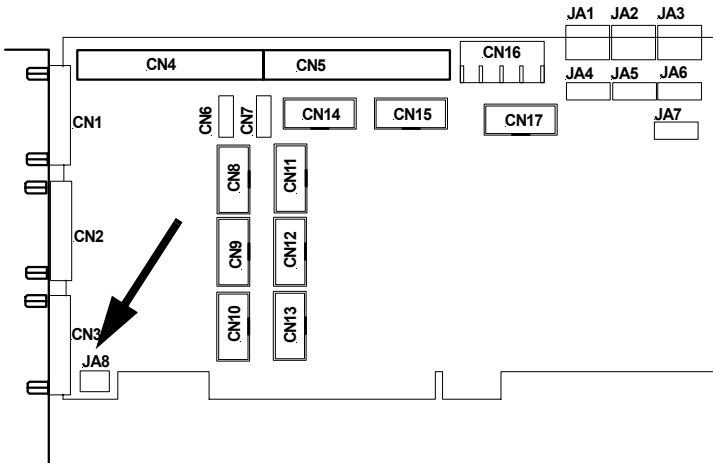 JA1 JA2 JA3
CN16
CN4 CN5
JA4 JA5 JA6
CN1
CN6
CN7
CN14 CN15 CN17
JA7
CN8
CN11
CN2
CN9
CN12
CN3
CN10
CN13
JA8